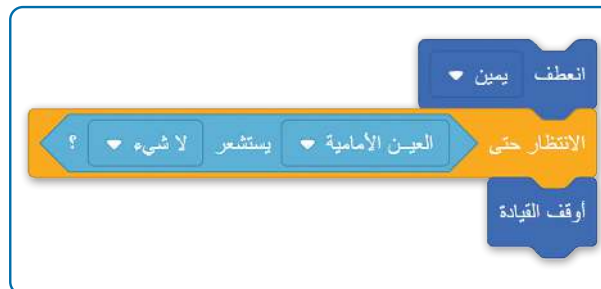 انعطف يمين
الانتظار حتى العين الأمامية يستشعر لا شيء ؟
أوقف القيادة